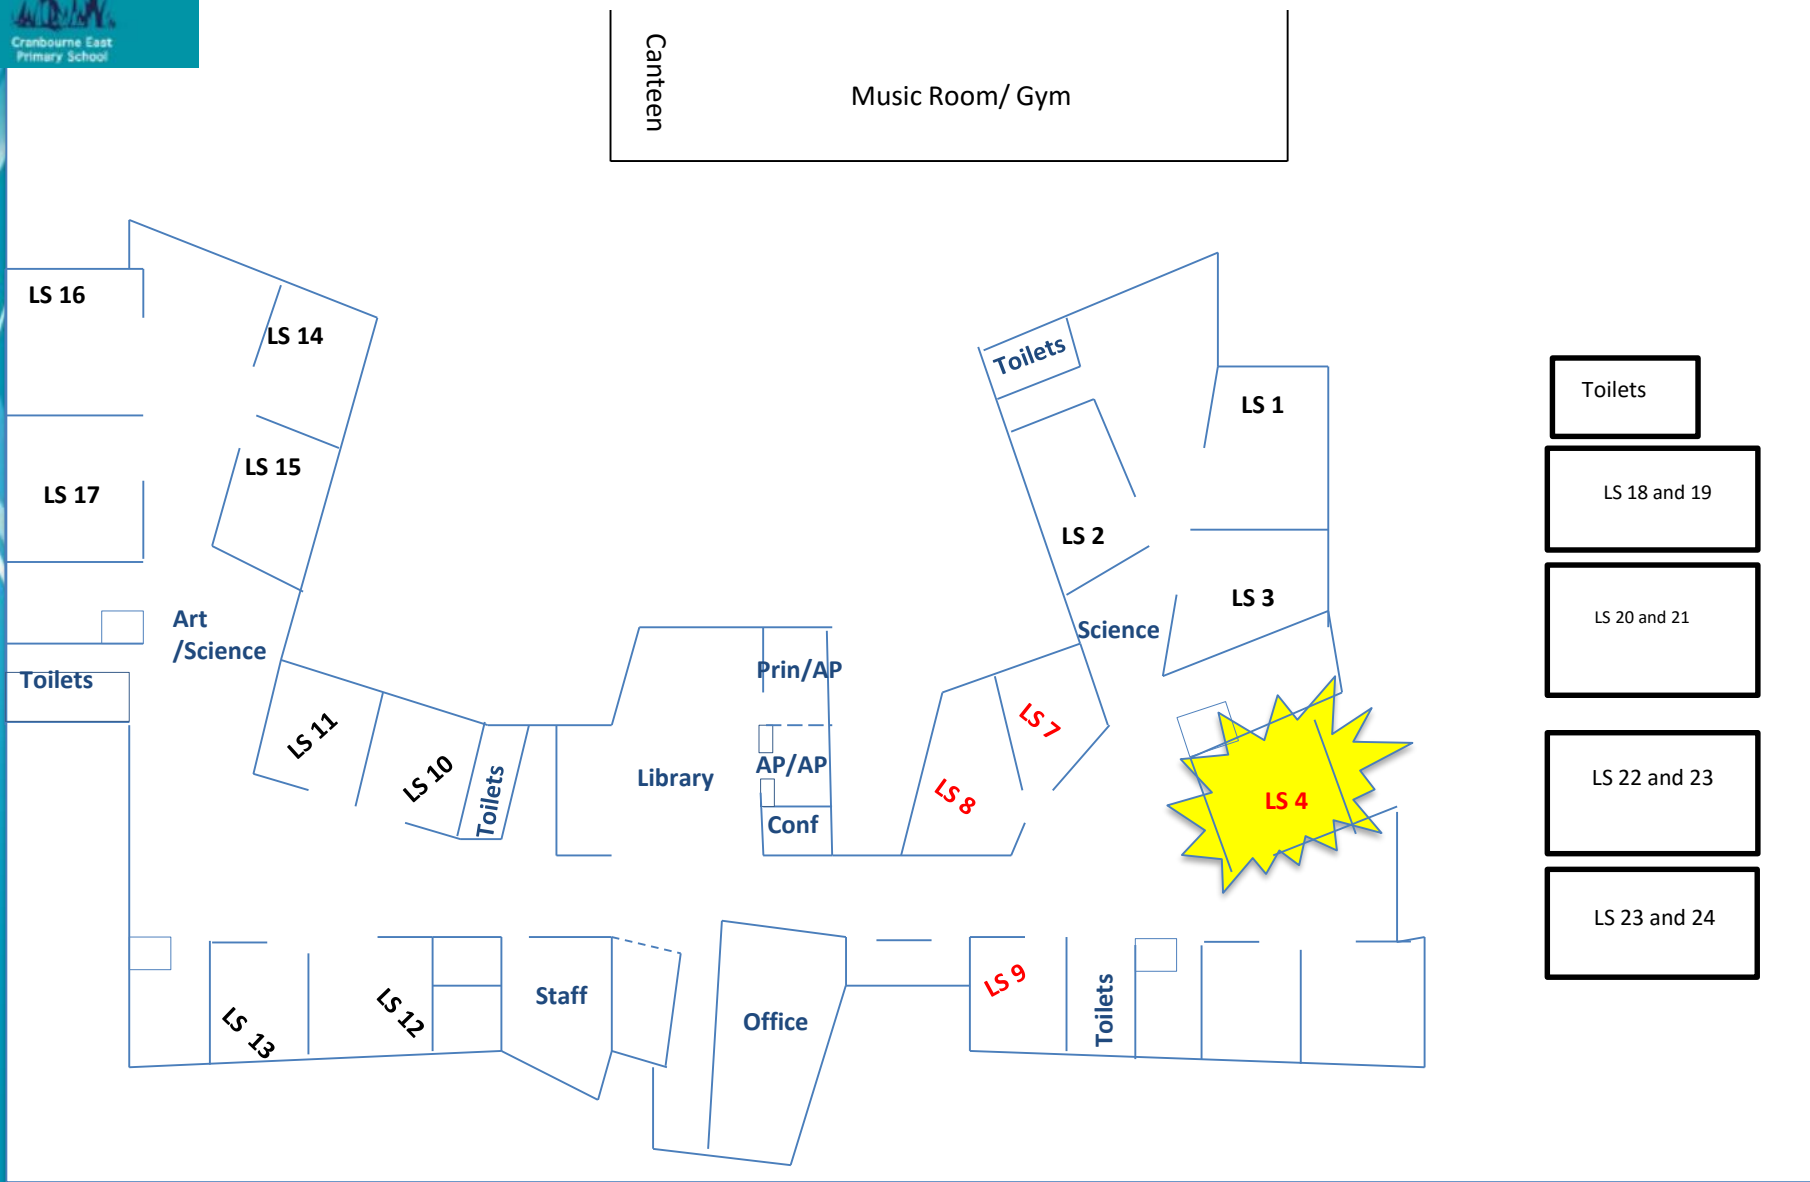 Cranbourne East
Primary School
Canteen
Music Room/ Gym
LS 16
LS 14
Toilets
LS 1
Toilets
LS 15
LS 17
LS 18 and 19
LS 2
LS 3
LS 20 and 21
Art
/Science
Science
Prin/AP
Toilets
LS 11
LS 10
Toilets
Library
AP/AP
Conf
LS 7
LS 8
LS 4
LS 22 and 23
LS 23 and 24
LS 13
LS 12
Staff
Office
LS 9
Toilets